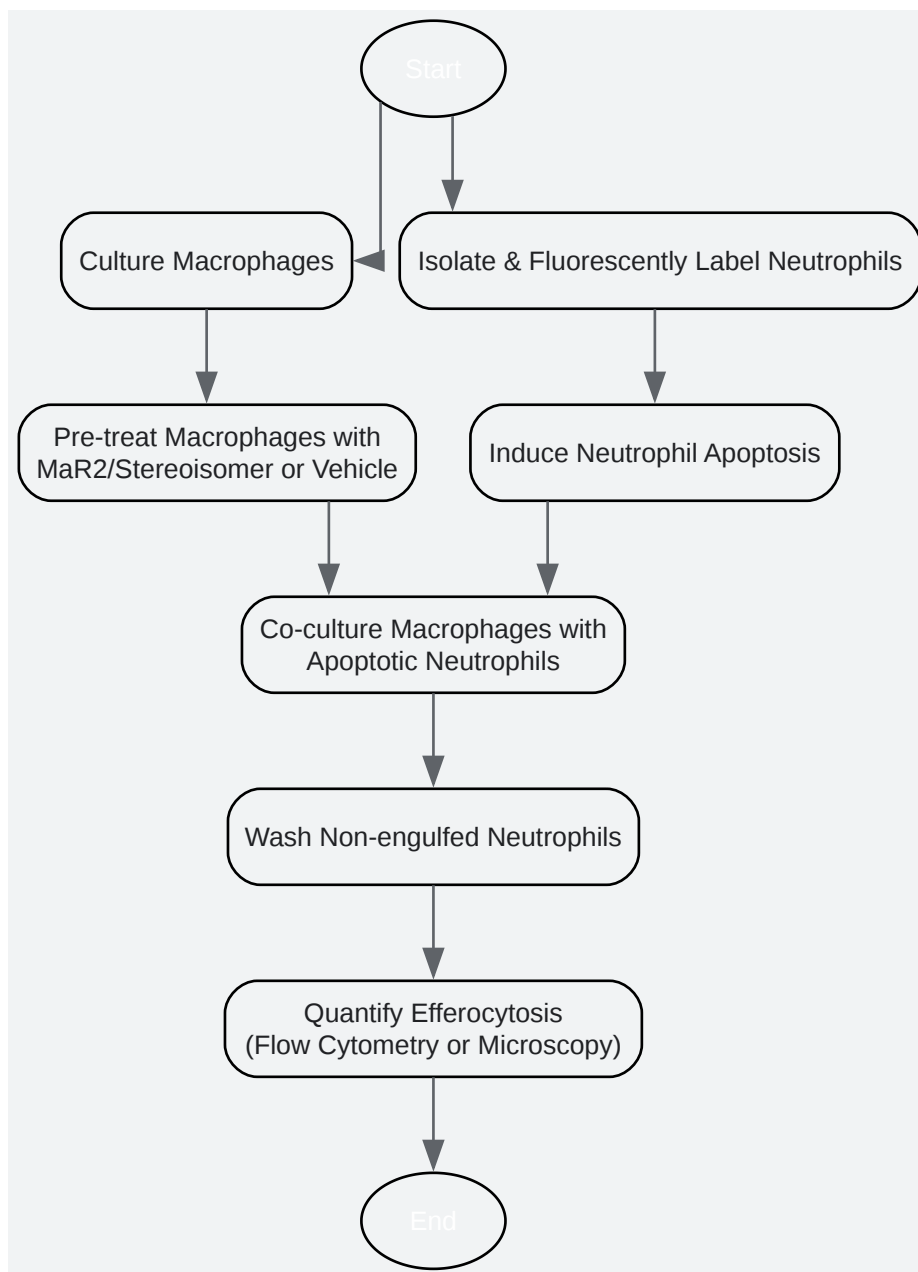 Start
Culture Macrophages
Isolate & Fluorescently Label Neutrophils
Pre-treat Macrophages with
MaR2/Stereoisomer or Vehicle
Induce Neutrophil Apoptosis
Co-culture Macrophages with
Apoptotic Neutrophils
Wash Non-engulfed Neutrophils
Quantify Efferocytosis
(Flow Cytometry or Microscopy)
End